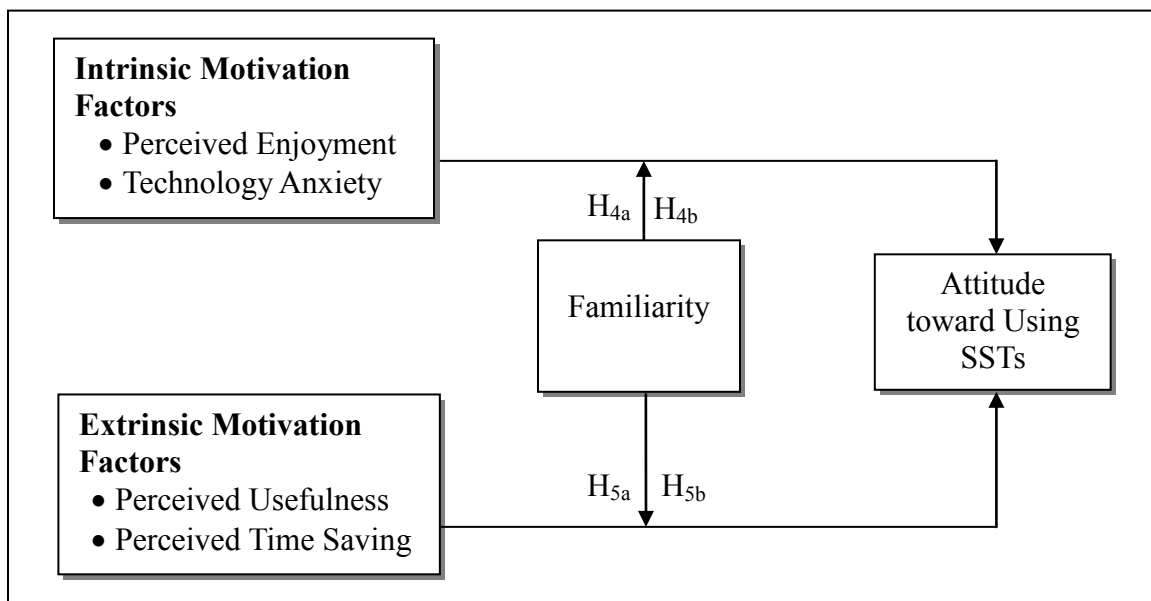 Intrinsic Motivation
Factors
• Perceived Enjoyment
• Technology Anxiety
H4a H4b
Familiarity
Attitude
toward Using
SSTs
Extrinsic Motivation
Factors
• Perceived Usefulness
• Perceived Time Saving
H5a H5b